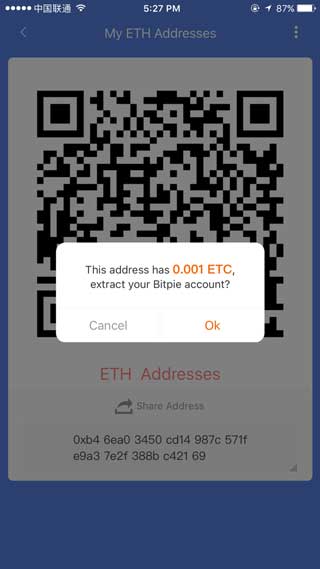 中国联通 5:27 PM 87%
My ETH Addresses
This address has 0.001 ETC,
extract your Bitpie account?
Cancel Ok
ETH Addresses
Share Address
0xb4 6ea0 3450 cd14 987c 571f
e9a3 7e2f 388b c421 69